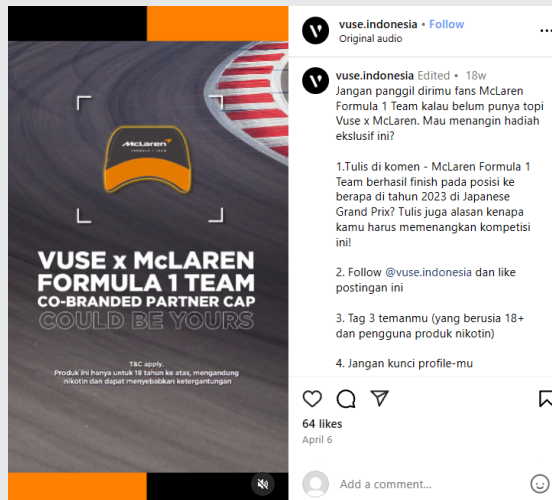 McLaren
FORMULA 1 TEAM
VUSE x McLAREN
FORMULA 1 TEAM
CO-BRANDED PARTNER CAP
COULD BE YOURS
T&C apply.
Produk ini hanya untuk 18 tahun ke atas, mengandung
nikotin dan dapat menyebabkan ketergantungan
vuse.indonesia • Follow
Original audio
vuse.indonesia Edited • 18w
Jangan panggil dirimu fans McLaren
Formula 1 Team kalau belum punya topi
Vuse x McLaren. Mau menangin hadiah
ekslusif ini?
1.Tulis di komen - McLaren Formula 1
Team berhasil finish pada posisi ke
berapa di tahun 2023 di Japanese
Grand Prix? Tulis juga alasan kenapa
kamu harus memenangkan kompetisi
ini!
2. Follow @vuse.indonesia dan like
postingan ini
3. Tag 3 temanmu (yang berusia 18+
dan pengguna produk nikotin)
4. Jangan kunci profile-mu
64 likes
April 6
Add a comment...